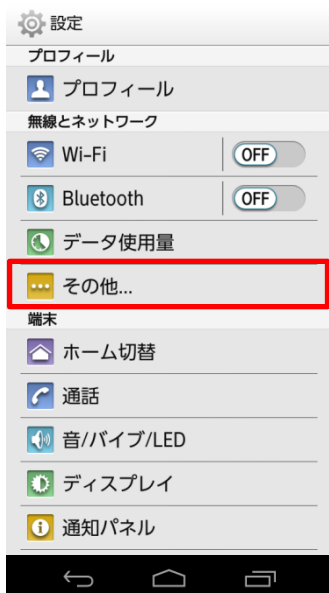 設定
プロフィール
プロフィール
無線とネットワーク
Wi-Fi OFF
Bluetooth OFF
データ使用量
その他...
端末
ホーム切替
通話
音/バイブ/LED
ディスプレイ
通知パネル